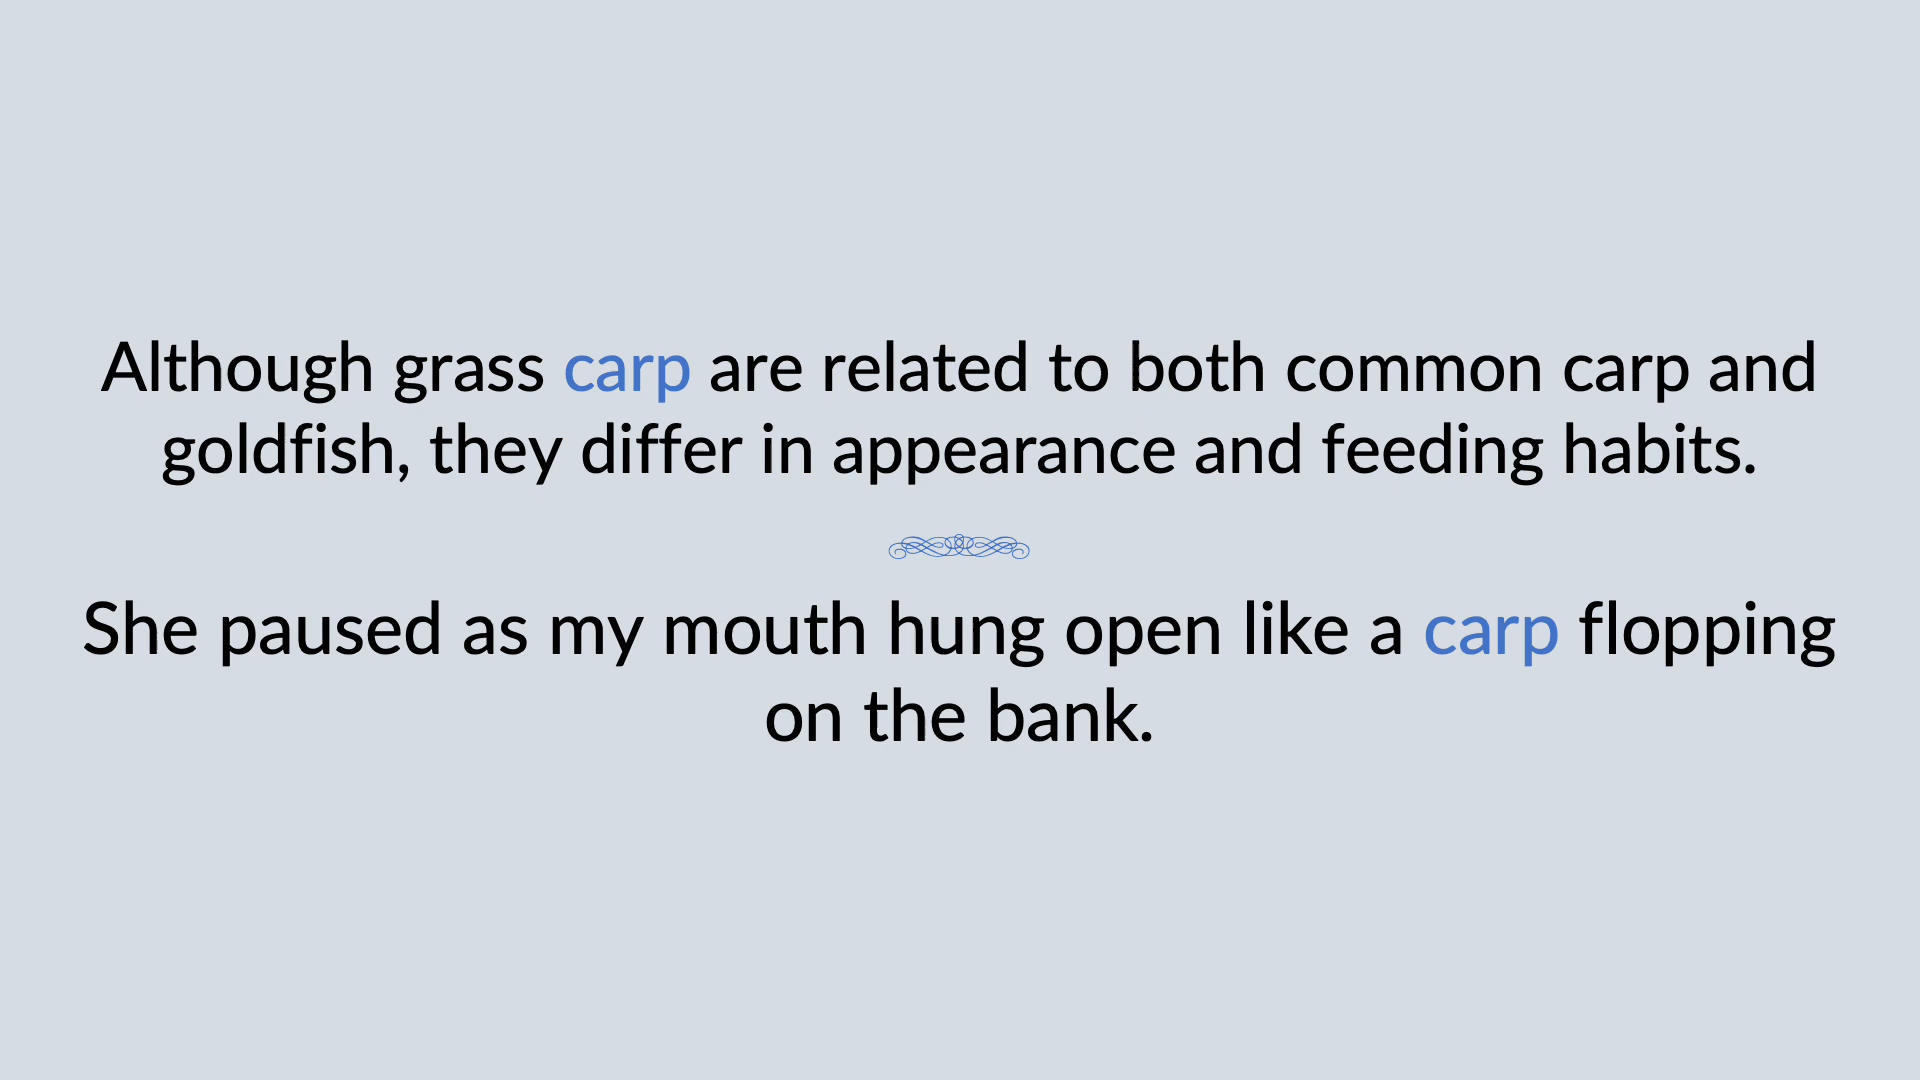 Although grass carp are related to both common carp and
goldfish, they differ in appearance and feeding habits.
She paused as my mouth hung open like a carp flopping
on the bank.